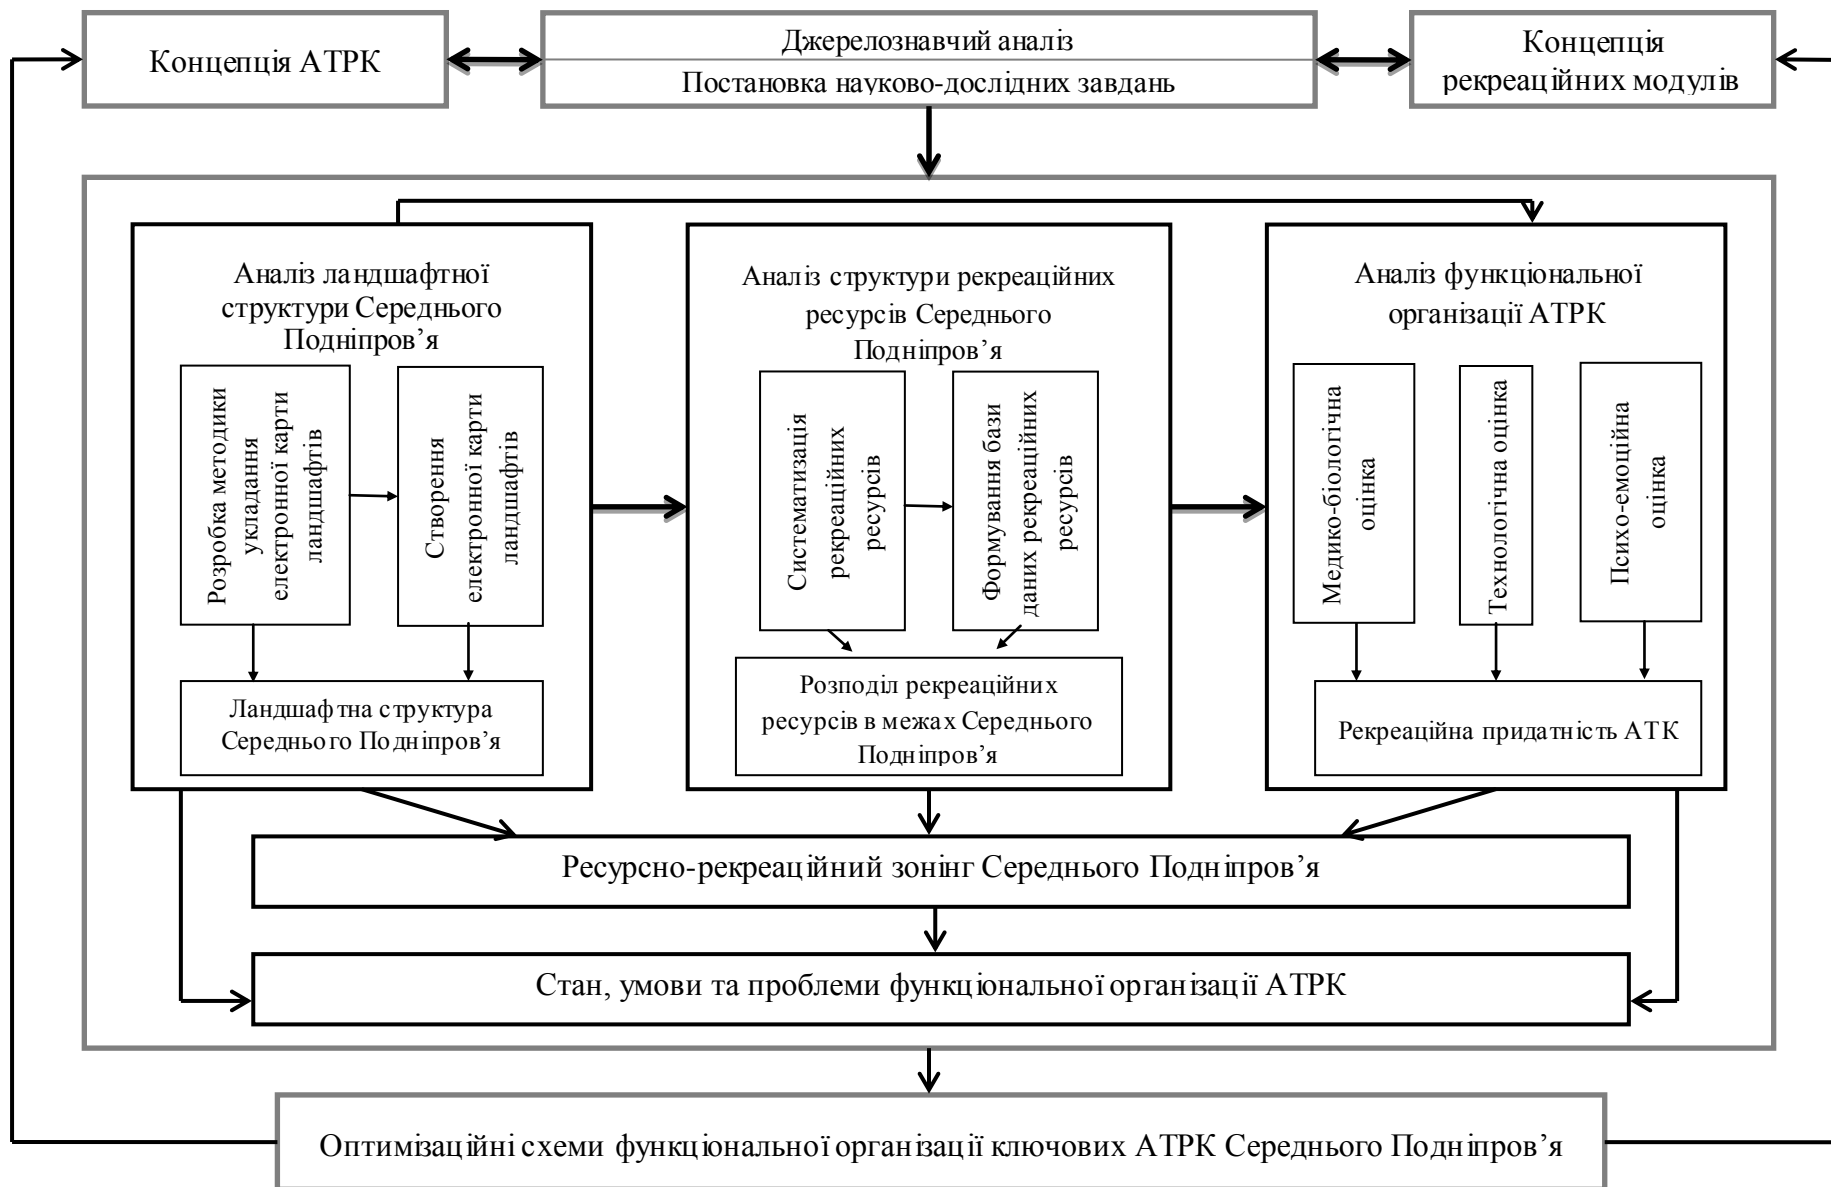 Концепція АТРК
Джерелознавчий аналіз
Постановка науково-дослідних завдань
Концепція
рекреаційних модулів
Аналіз ландшафтної
структури Середнього
Подніпров’я
Розробка методики
укладання
електронної карти
ландшафтів
Створення
електронної карти
ландшафтів
Ландшафтна структура
Середнього Подніпров’я
Аналіз структури рекреаційних
ресурсів Середнього
Подніпров’я
Систематизація
рекреаційних
ресурсів
Формування бази
даних рекреаційних
ресурсів
Розподіл рекреаційних
ресурсів в межах Середнього
Подніпров’я
Аналіз функціональної
організації АТРК
Медико-біологічна
оцінка
Технологічна оцінка
Психо-емоційна
оцінка
Рекреаційна придатність АТК
Ресурсно-рекреаційний зонінг Середнього Подніпров’я
Стан, умови та проблеми функціональної організації АТРК
Оптимізаційні схеми функціональної організації ключових АТРК Середнього Подніпров’я